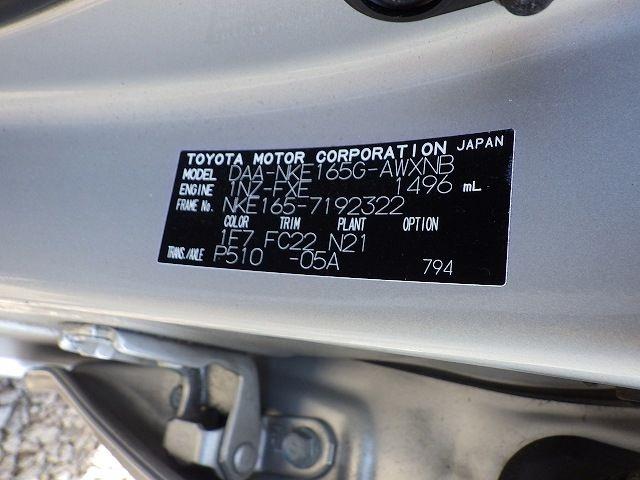 TOYOTA MOTOR CORPORATION JAPAN
MODEL DAA-NKE165G-AWXNB
ENGINE 1NZ-FXE 1496 mL
FRAME No. NKE165-7192322
COLOR TRIM PLANT OPTION
1F7 FC22 N21
TRANS./AXLE P510 -05A 794